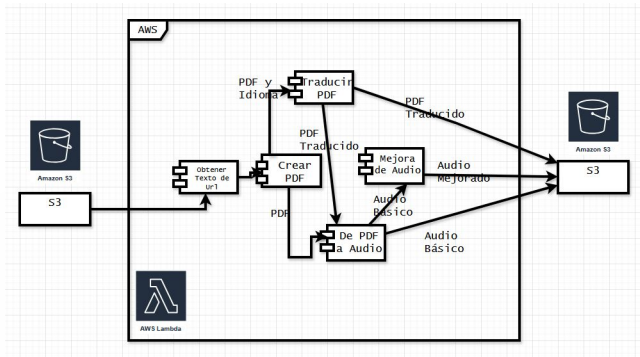 AWS
PDF y
Idioma
Traducir
PDF
PDF
Traducido
Amazon S3
Amazon S3
PDF
Traducido
S3
Obtener
Texto de
Url
Crear
PDF
Mejora
de Audio
Audio
Mejorado
S3
Audio
Básico
PDF
De PDF
a Audio
Audio
Básico
AWS Lambda